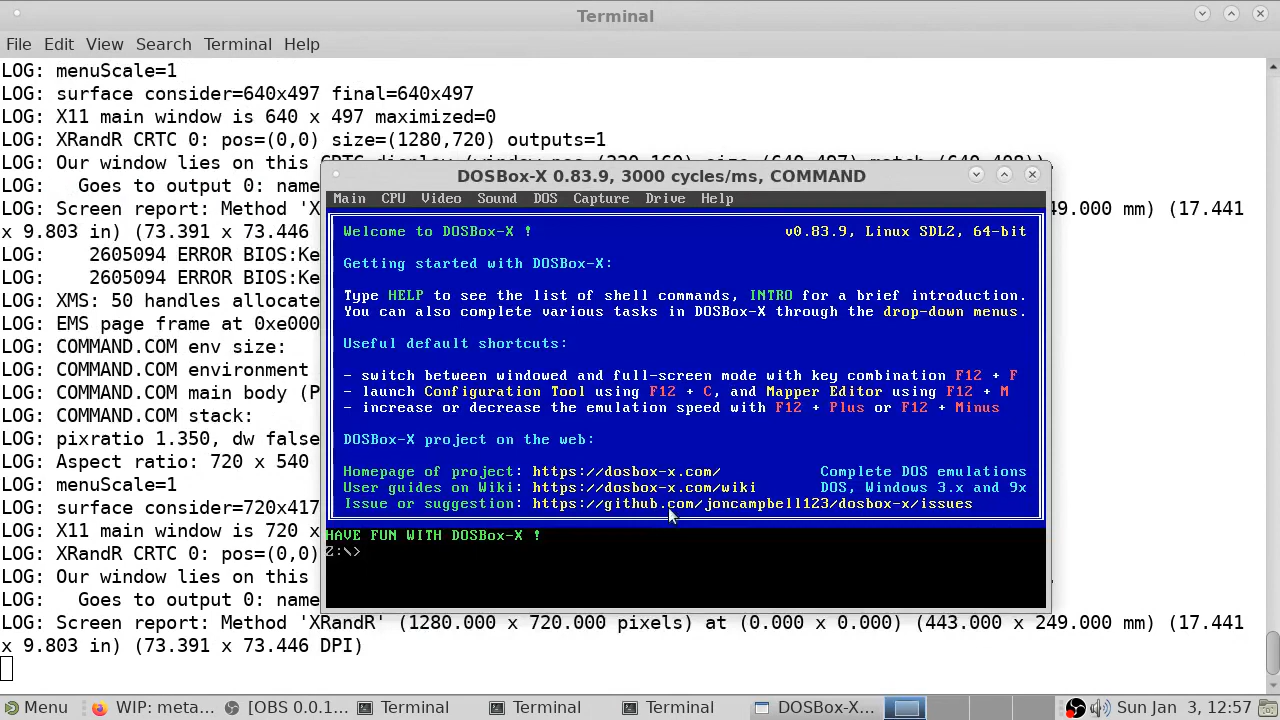 Terminal
File Edit View Search Terminal Help
LOG: menuScale=1
LOG: surface consider=640x497 final=640x497
LOG: X11 main window is 640 x 497 maximized=0
LOG: XRandR CRTC 0: pos=(0,0) size=(1280,720) outputs=1
LOG: Our window lies on this CRTC display (window pos (320,160) size (640,497) match (640,498)).
LOG:   Goes to output 0: name
LOG: Screen report: Method 'X 49.000 mm) (17.441
x 9.803 in) (73.391 x 73.446
LOG:     2605094 ERROR BIOS:Ke
LOG:     2605094 ERROR BIOS:Ke
LOG: XMS: 50 handles allocate
LOG: EMS page frame at 0xe000
LOG: COMMAND.COM env size:
LOG: COMMAND.COM environment
LOG: COMMAND.COM main body (P
LOG: COMMAND.COM stack:
LOG: pixratio 1.350, dw false
LOG: Aspect ratio: 720 x 540
LOG: menuScale=1
LOG: surface consider=720x417
LOG: X11 main window is 720 x
LOG: XRandR CRTC 0: pos=(0,0)
LOG: Our window lies on this
LOG:   Goes to output 0: name
LOG: Screen report: Method 'XRandR' (1280.000 x 720.000 pixels) at (0.000 x 0.000) (443.000 x 249.000 mm) (17.441
x 9.803 in) (73.391 x 73.446 DPI)
DOSBox-X 0.83.9, 3000 cycles/ms, COMMAND
Main CPU Video Sound DOS Capture Drive Help
Welcome to DOSBox-X ! v0.83.9, Linux SDL2, 64-bit
Getting started with DOSBox-X:
Type HELP to see the list of shell commands, INTRO for a brief introduction.
You can also complete various tasks in DOSBox-X through the drop-down menus.
Useful default shortcuts:
- switch between windowed and full-screen mode with key combination F12 + F
- launch Configuration Tool using F12 + C, and Mapper Editor using F12 + M
- increase or decrease the emulation speed with F12 + Plus or F12 + Minus
DOSBox-X project on the web:
Homepage of project: https://dosbox-x.com/ Complete DOS emulations
User guides on Wiki: https://dosbox-x.com/wiki DOS, Windows 3.x and 9x
Issue or suggestion: https://github.com/joncampbell123/dosbox-x/issues
HAVE FUN WITH DOSBox-X !
Z:\>
Menu WIP: meta... [OBS 0.0.1... Terminal Terminal Terminal DOSBox-X... Sun Jan 3, 12:57